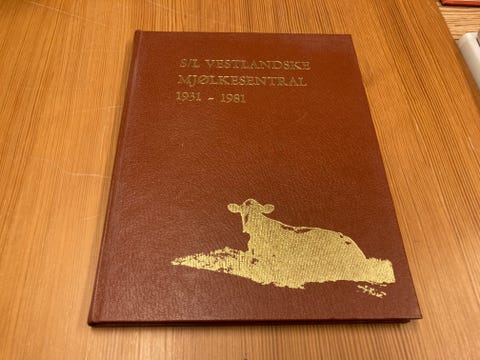 S/L VESTLANDSKE
MJØLKESENTRAL
1931 - 1981